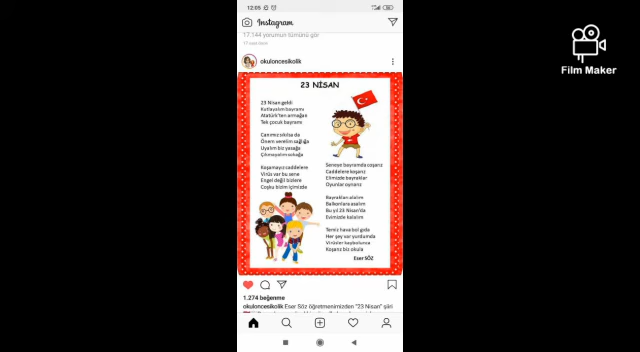 12:05
Instagram
17.144 yorumun tümünü gör
okuloncesikolik
23 NİSAN
23 Nisan geldi
Kutlayalım bayramı
Atatürk'ten armağan
Tek çocuk bayramı
Canımız sıkılsa da
Önem verelim sağlığa
Uyalım biz yasağa
Çıkmayalım sokağa
Koşamayız caddelere
Virüs var bu sene
Engel değil bizlere
Coşku bizim içimizde
Seneye bayramda coşarız
Caddelere koşarız
Elimizde bayraklar
Oyunlar oynarız
Bayrakları alalım
Balkonlara asalım
Bu yıl 23 Nisan'da
Evimizde kalalım
Temiz hava bol gıda
Her şey var yurdumda
Virüsler kaybolunca
Koşarız biz okula
Eser SÖZ
1.274 beğenme
okuloncesikolik Eser Söz öğretmenimizden "23 Nisan" şiiri
Film Maker